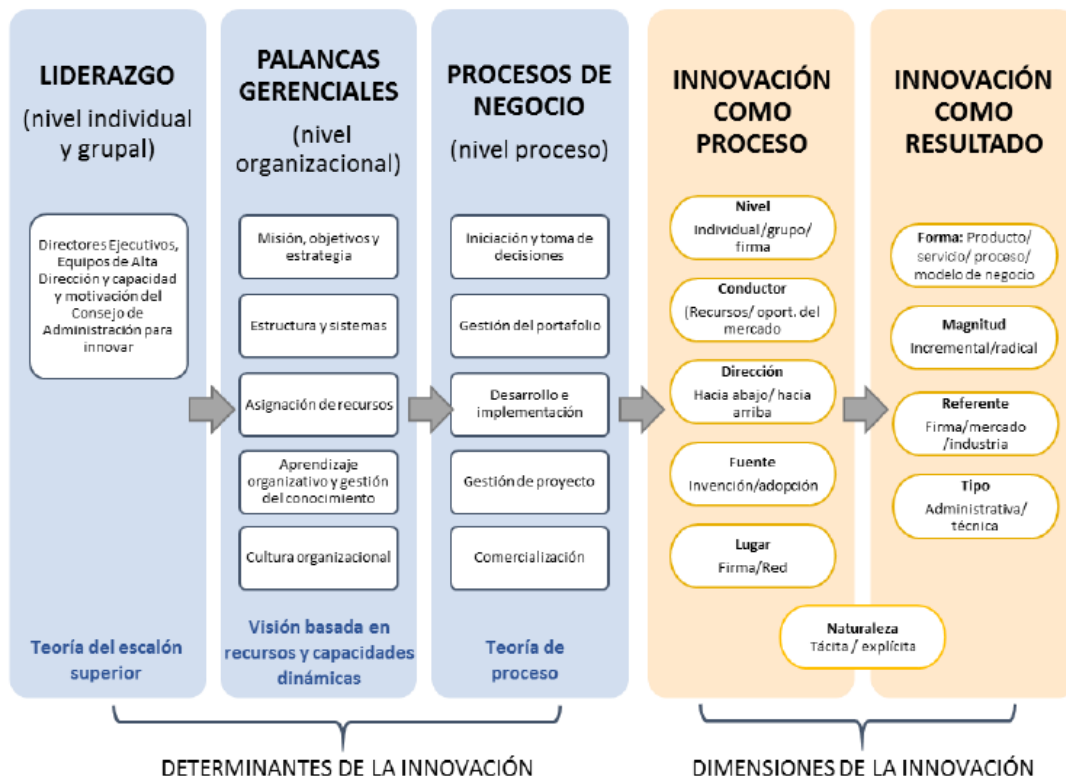 LIDERAZGO
(nivel individual
y grupal)
Directores Ejecutivos,
Equipos de Alta
Dirección y capacidad
y motivación del
Consejo de
Administración para
innovar
Teoría del escalón
superior
PALANCAS
GERENCIALES
(nivel
organizacional)
Misión, objetivos y
estrategia
Estructura y sistemas
Asignación de recursos
Aprendizaje
organizativo y gestión
del conocimiento
Cultura organizacional
Visión basada en
recursos y capacidades
dinámicas
PROCESOS DE
NEGOCIO
(nivel proceso)
Iniciación y toma de
decisiones
Gestión del portafolio
Desarrollo e
implementación
Gestión de proyecto
Comercialización
Teoría de
proceso
INNOVACIÓN
COMO
PROCESO
Nivel
Individual/grupo/
firma
Conductor
(Recursos/ oport. del
mercado
Dirección
Hacia abajo/ hacia
arriba
Fuente
Invención/adopción
Lugar
Firma/Red
INNOVACIÓN
COMO
RESULTADO
Forma: Producto/
servicio/ proceso/
modelo de negocio
Magnitud
Incremental/radical
Referente
Firma/mercado
/industria
Tipo
Administrativa/
técnica
Naturaleza
Tácita / explícita
DETERMINANTES DE LA INNOVACIÓN
DIMENSIONES DE LA INNOVACIÓN